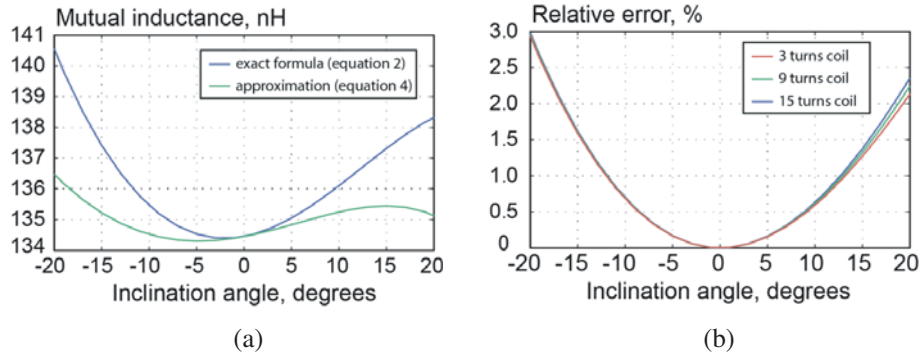 Mutual inductance, nH
141
140
140
138
137
136
135
134
exact formula (equation 2)
approximation (equation 4)
-20 -15 -10 -5 0 5 10 15 20
Inclination angle, degrees
(a)
Relative error, %
3.0
2.5
2.0
1.5
1.0
0.5
0
3 turns coil
9 turns coil
15 turns coil
-20 -15 -10 -5 0 5 10 15 20
Inclination angle, degrees
(b)